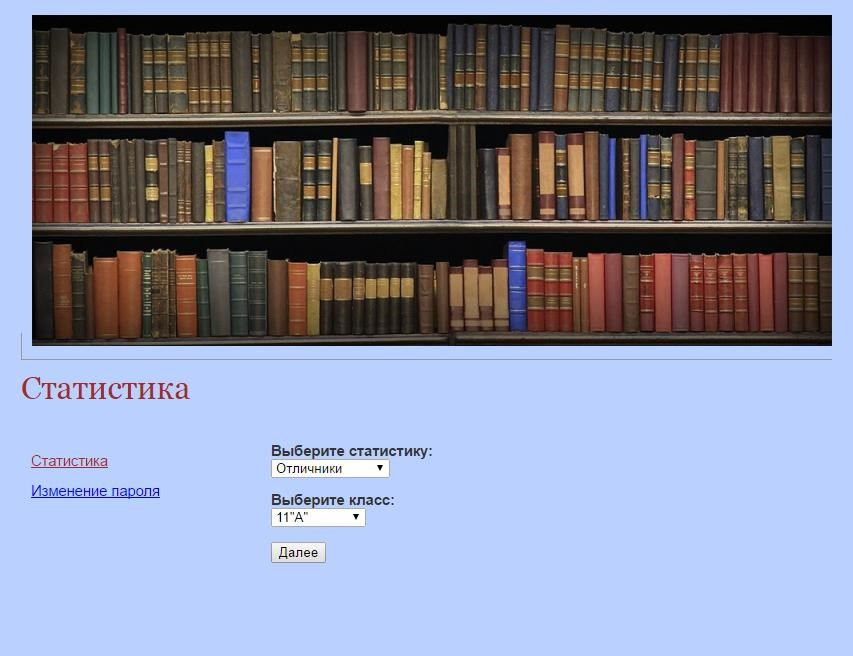 Статистика
Статистика
Изменение пароля
Выберите статистику:
Отличники
Выберите класс:
11"А"
Далее